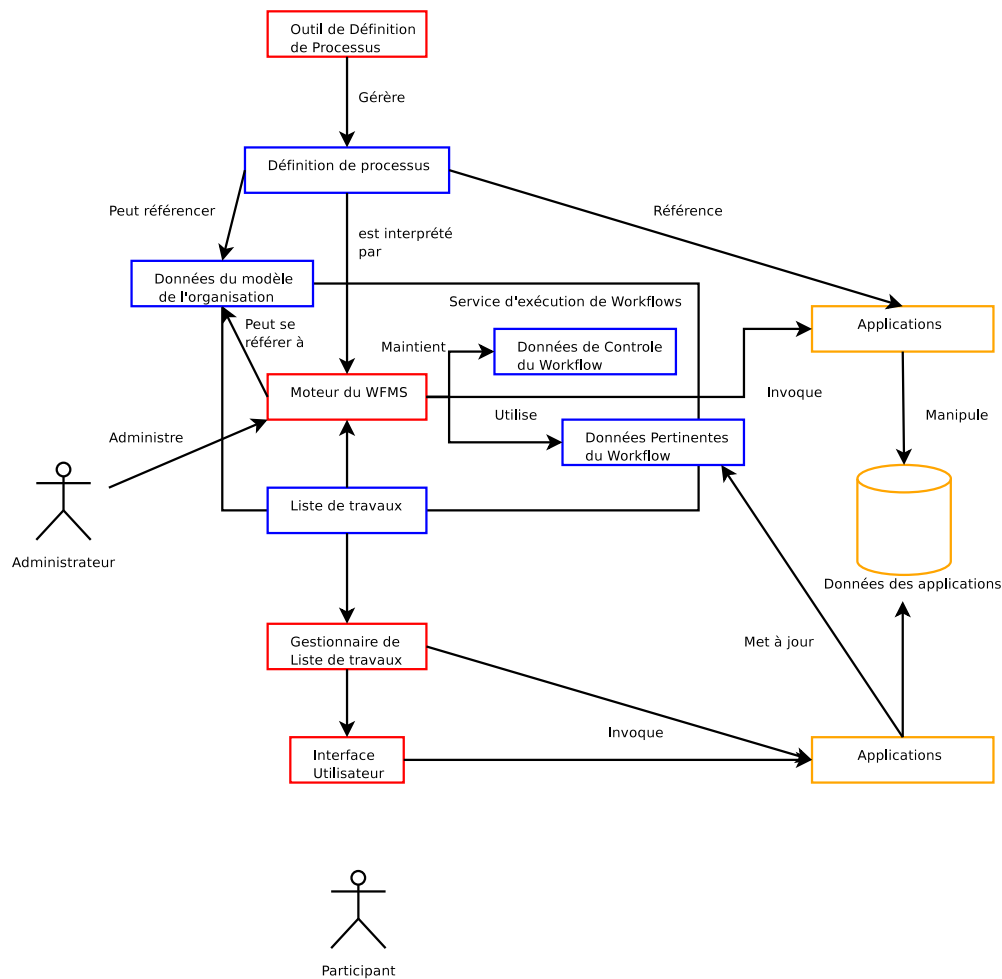 Outil de Définition
de Processus
Gérère
Définition de processus
Peut référencer
Référence
est interprété
par
Données du modèle
de l'organisation
Service d'exécution de Workflows
Peut se
référer à
Applications
Maintient
Données de Controle
du Workflow
Moteur du WFMS
Invoque
Utilise
Manipule
Administre
Données Pertinentes
du Workflow
Liste de travaux
Administrateur
Données des applications
Gestionnaire de
Liste de travaux
Met à jour
Invoque
Interface
Utilisateur
Applications
Participant